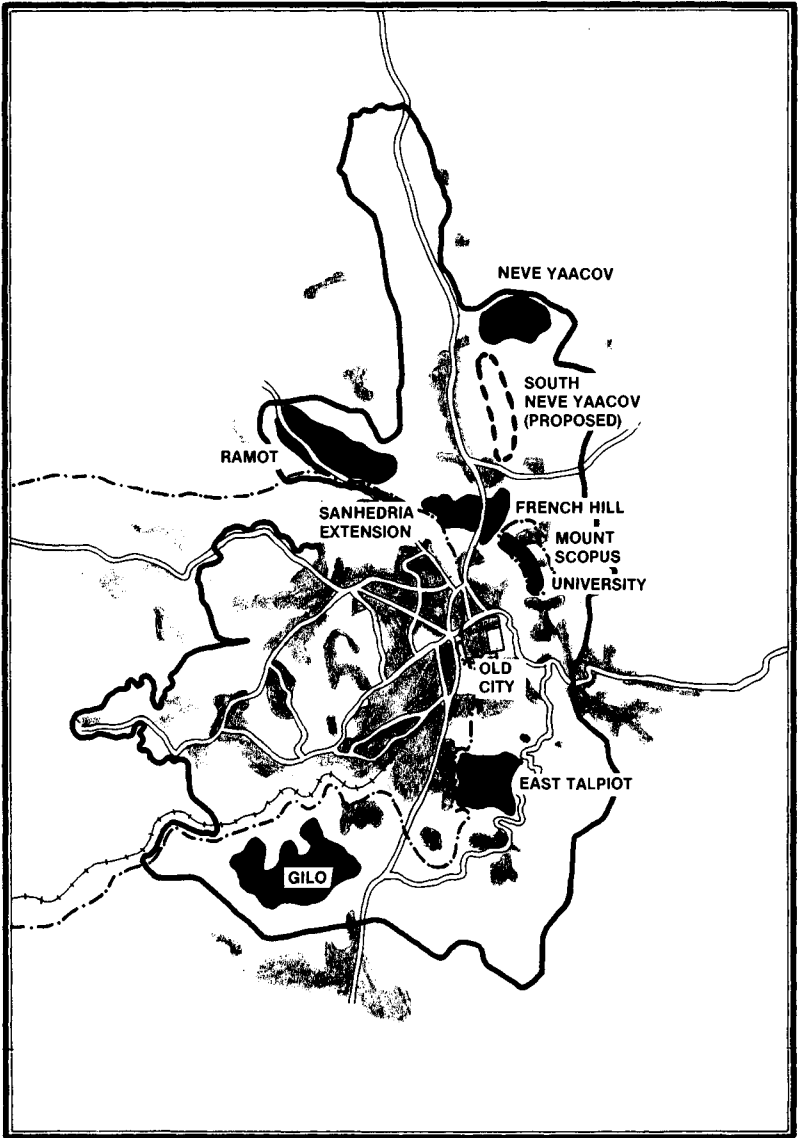 NEVE YAACOV
SOUTH
NEVE YAACOV
(PROPOSED)
RAMOT
SANHEDRIA
EXTENSION
FRENCH HILL
MOUNT
SCOPUS
UNIVERSITY
OLD
CITY
EAST TALPIOT
GILO